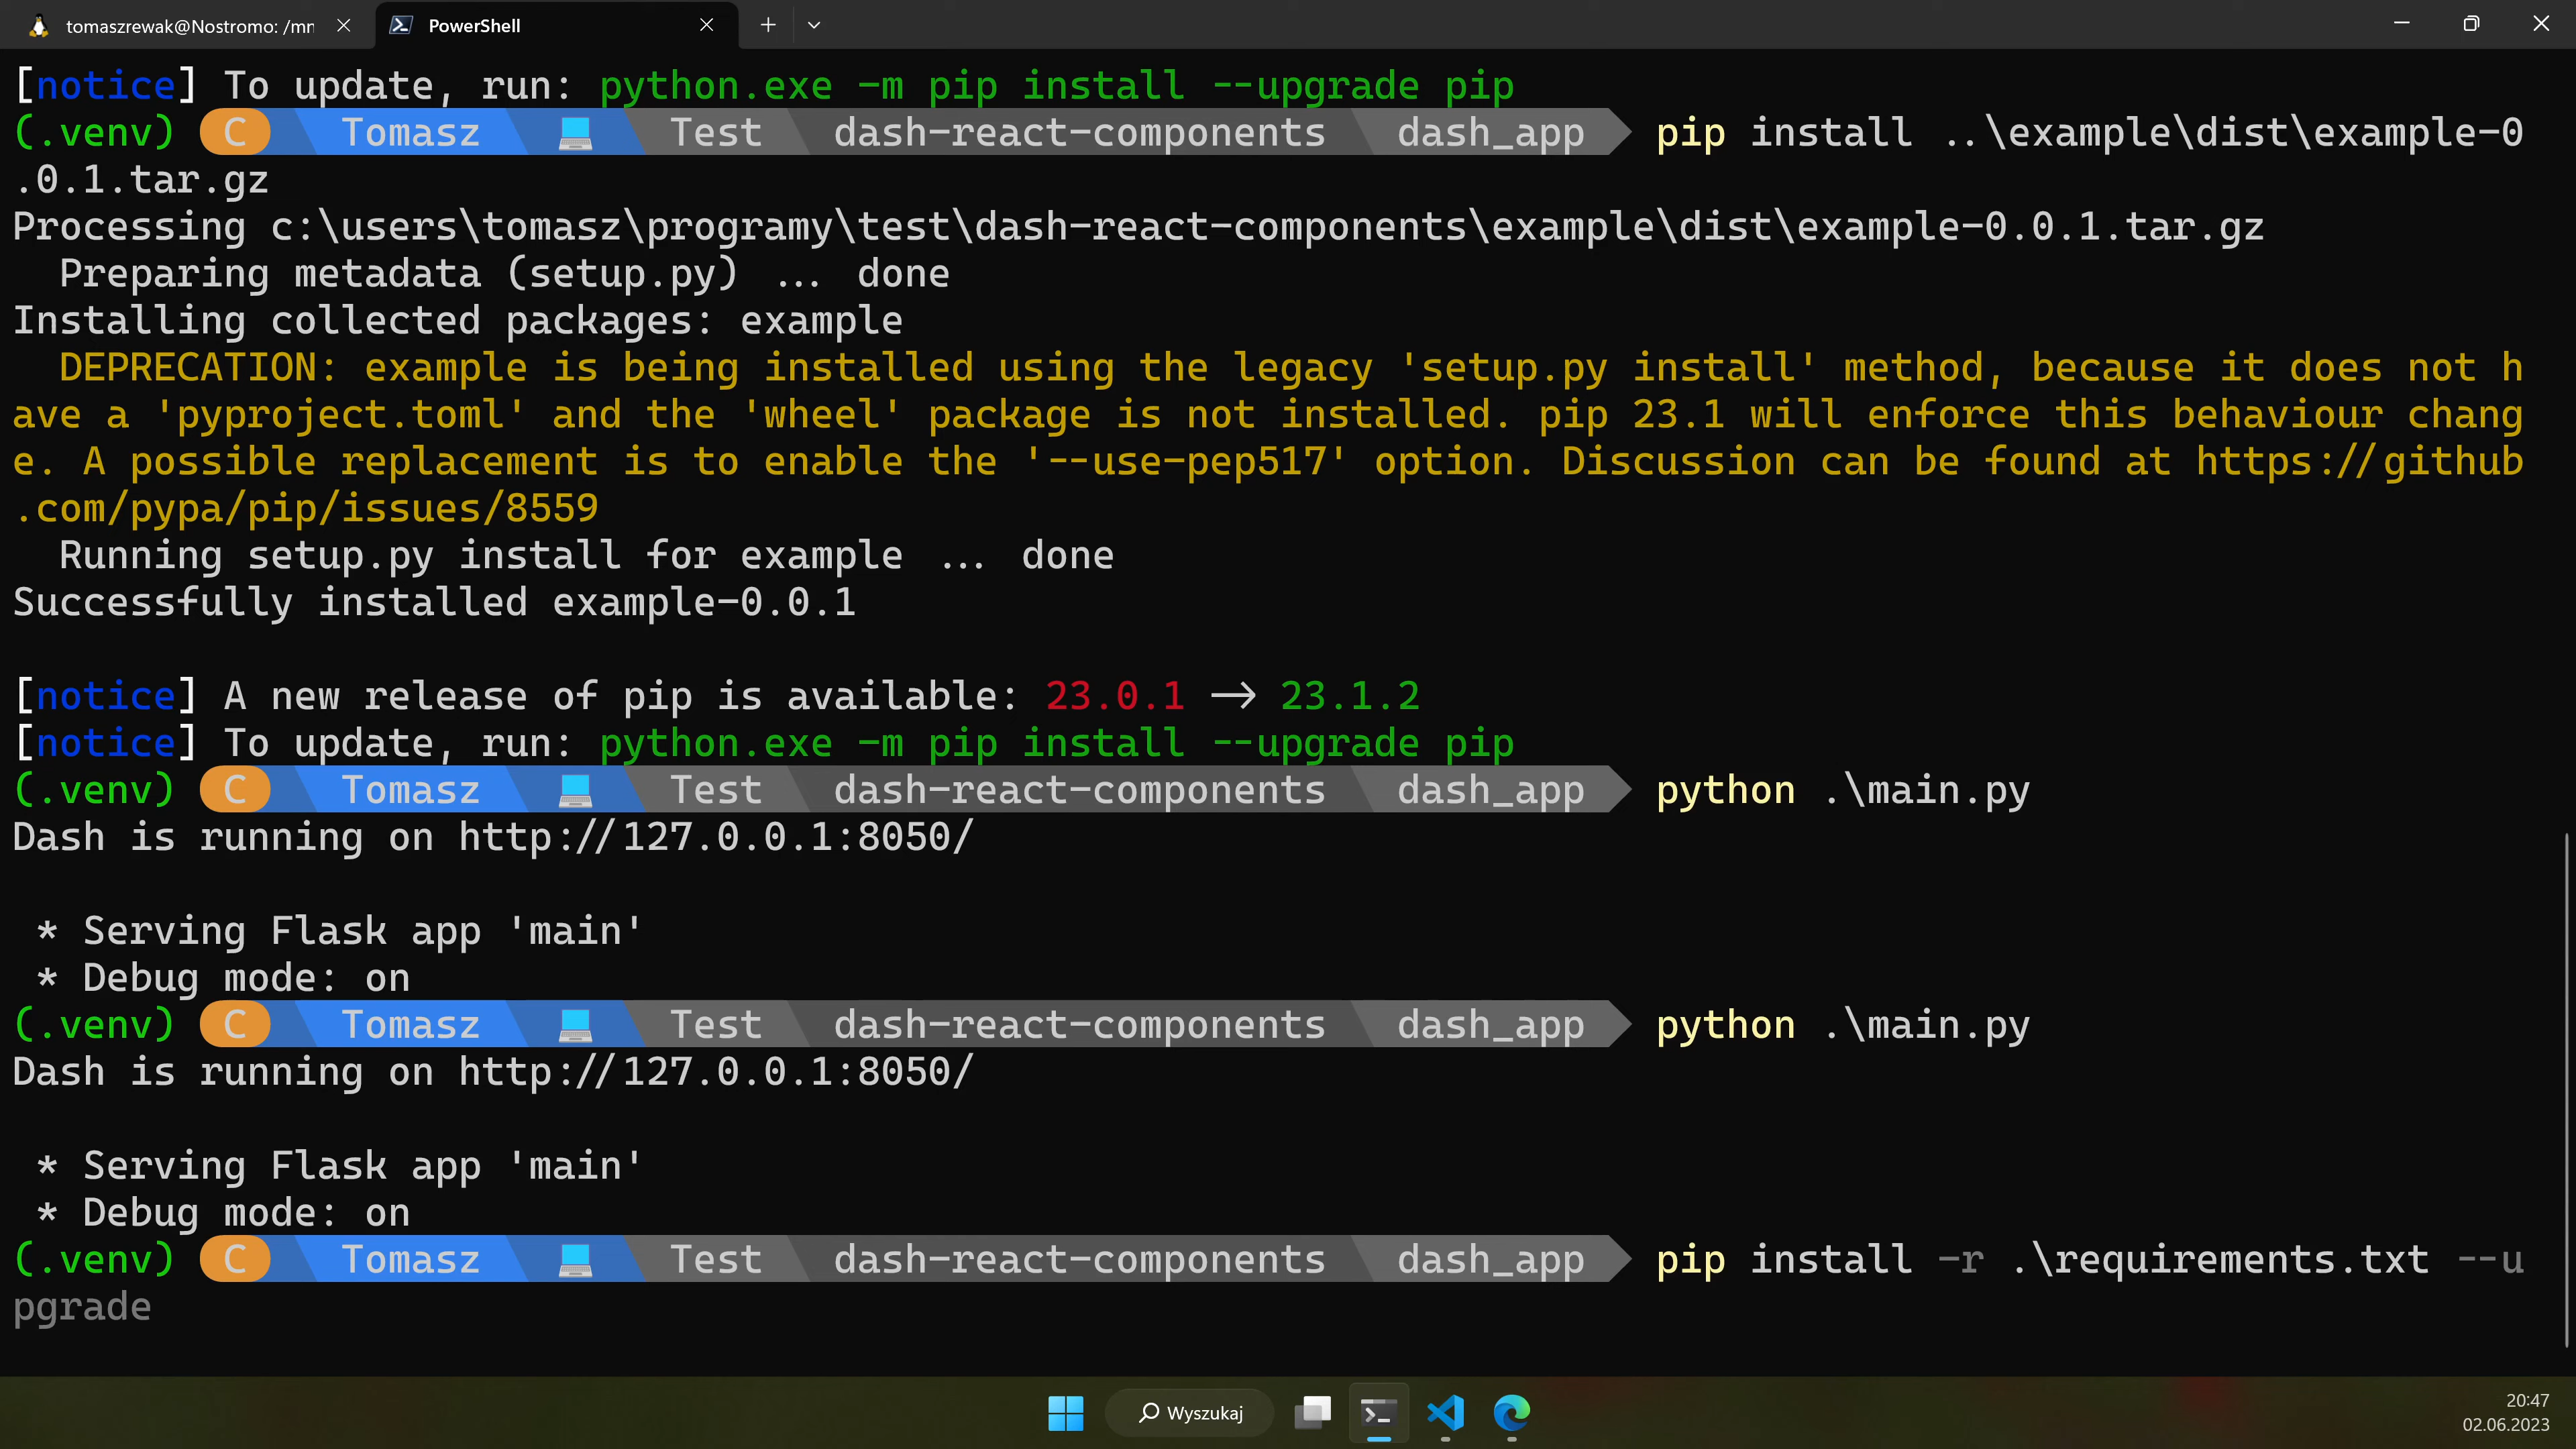 tomaszrewak@Nostromo: /mn
PowerShell
[notice] To update, run: python.exe -m pip install --upgrade pip
(.venv) C Tomasz Test dash-react-components dash_app pip install ..\example\dist\example-0
.0.1.tar.gz
Processing c:\users\tomasz\programy\test\dash-react-components\example\dist\example-0.0.1.tar.gz
Preparing metadata (setup.py) ... done
Installing collected packages: example
DEPRECATION: example is being installed using the legacy 'setup.py install' method, because it does not h
ave a 'pyproject.toml' and the 'wheel' package is not installed. pip 23.1 will enforce this behaviour chang
e. A possible replacement is to enable the '--use-pep517' option. Discussion can be found at https://github
.com/pypa/pip/issues/8559
Running setup.py install for example ... done
Successfully installed example-0.0.1
[notice] A new release of pip is available: 23.0.1 -> 23.1.2
[notice] To update, run: python.exe -m pip install --upgrade pip
(.venv) C Tomasz Test dash-react-components dash_app python .\main.py
Dash is running on http://127.0.0.1:8050/
* Serving Flask app 'main'
* Debug mode: on
(.venv) C Tomasz Test dash-react-components dash_app python .\main.py
Dash is running on http://127.0.0.1:8050/
* Serving Flask app 'main'
* Debug mode: on
(.venv) C Tomasz Test dash-react-components dash_app pip install -r .\requirements.txt --u
pgrade
Wyszukaj
20:47
02.06.2023